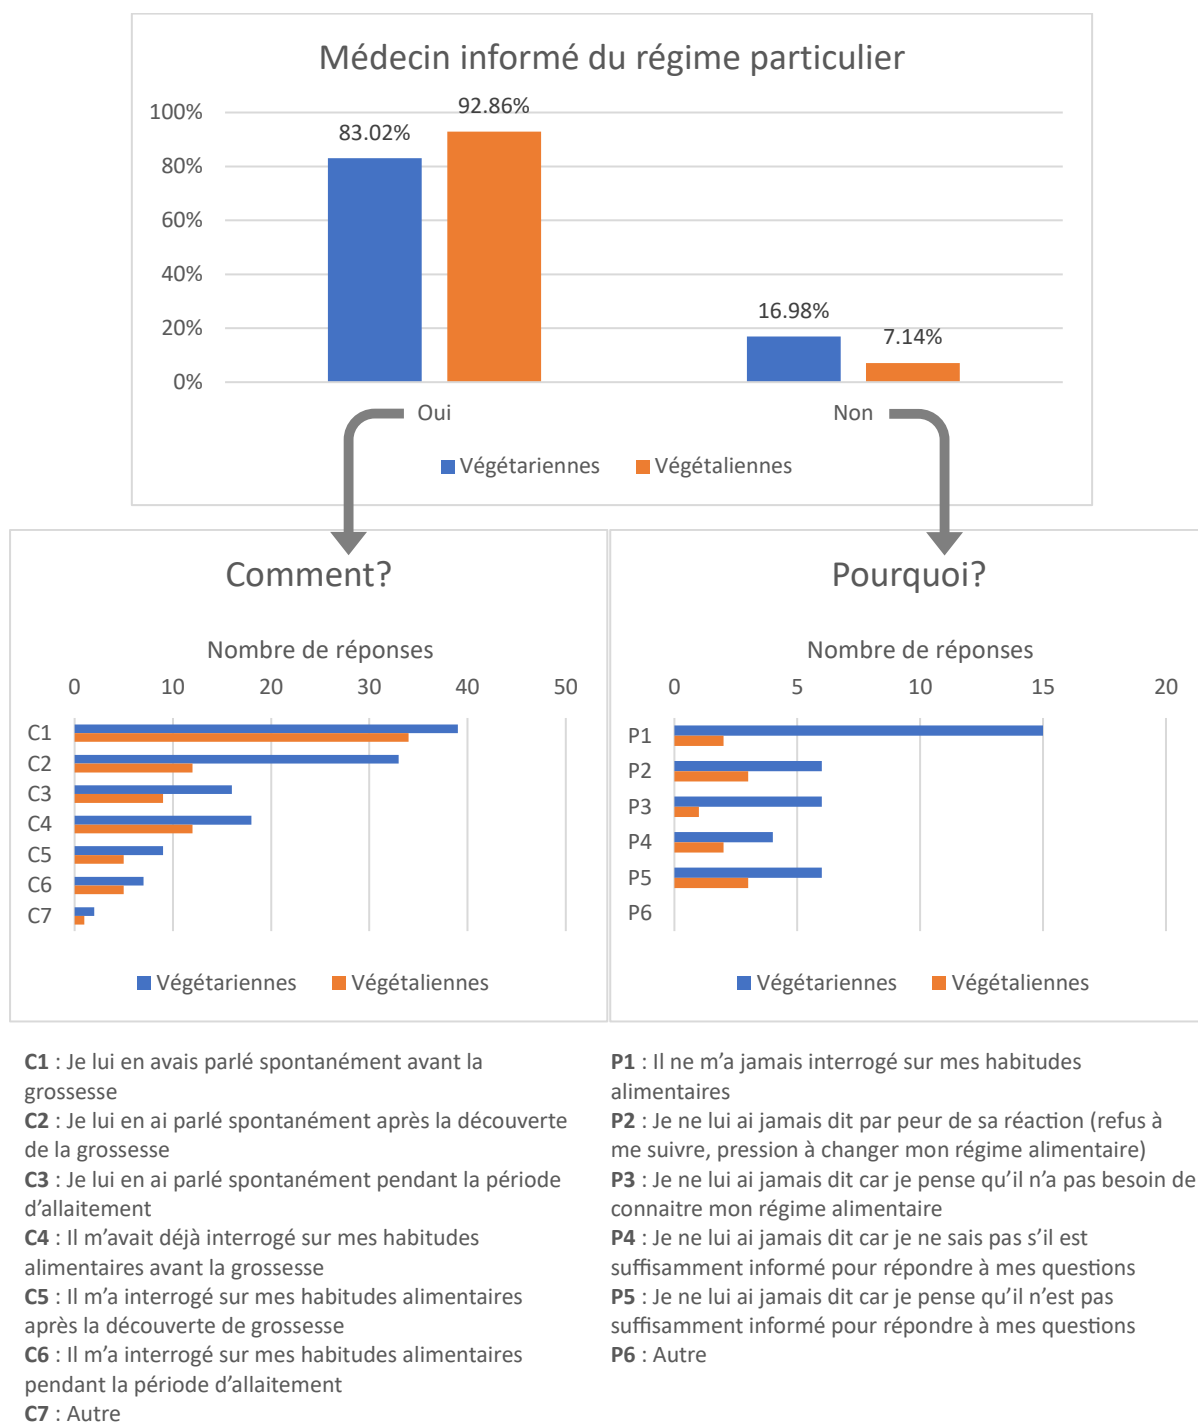 Médecin informé du régime particulier
100%
80%
60%
40%
20%
0%
83.02%
92.86%
16.98%
7.14%
Oui
Non
Végétariennes
Végétaliennes
Comment?
Nombre de réponses
0 10 20 30 40 50
C1
C2
C3
C4
C5
C6
C7
Végétariennes
Végétaliennes
Pourquoi?
Nombre de réponses
0 5 10 15 20
P1
P2
P3
P4
P5
P6
Végétariennes
Végétaliennes
C1 : Je lui en avais parlé spontanément avant la
grossesse
C2 : Je lui en ai parlé spontanément après la découverte
de la grossesse
C3 : Je lui en ai parlé spontanément pendant la période
d’allaitement
C4 : Il m’avait déjà interrogé sur mes habitudes
alimentaires avant la grossesse
C5 : Il m’a interrogé sur mes habitudes alimentaires
après la découverte de grossesse
C6 : Il m’a interrogé sur mes habitudes alimentaires
pendant la période d’allaitement
C7 : Autre
P1 : Il ne m’a jamais interrogé sur mes habitudes
alimentaires
P2 : Je ne lui ai jamais dit par peur de sa réaction (refus à
me suivre, pression à changer mon régime alimentaire)
P3 : Je ne lui ai jamais dit car je pense qu’il n’a pas besoin de
connaitre mon régime alimentaire
P4 : Je ne lui ai jamais dit car je ne sais pas s’il est
suffisamment informé pour répondre à mes questions
P5 : Je ne lui ai jamais dit car je pense qu’il n’est pas
suffisamment informé pour répondre à mes questions
P6 : Autre